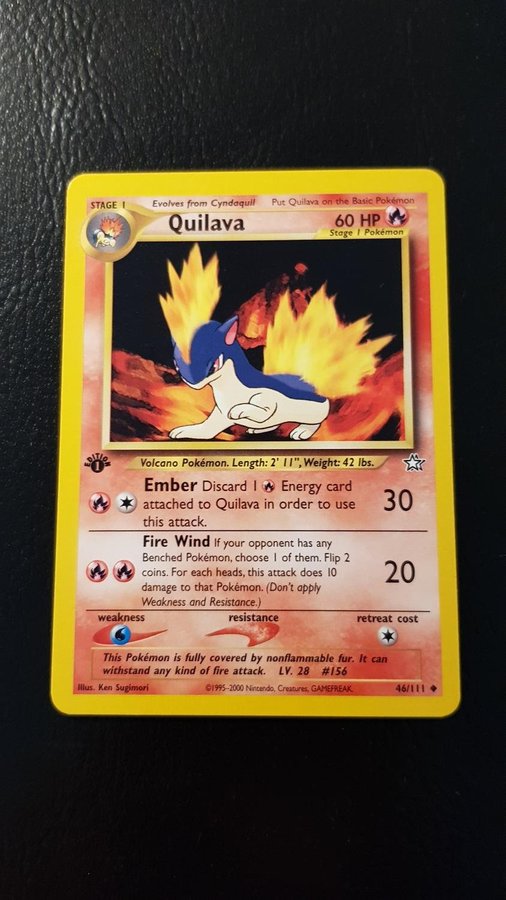 STAGE 1 Evolves from Cyndaquil Put Quilava on the Basic Pokémon
Quilava 60 HP
Stage 1 Pokémon
EDITION
1
Volcano Pokémon. Length: 2' 11", Weight: 42 lbs.
Ember Discard 1 Energy card
attached to Quilava in order to use
this attack.
30
Fire Wind If your opponent has any
Benched Pokémon, choose 1 of them. Flip 2
coins. For each heads, this attack does 10
damage to that Pokémon. (Don't apply
Weakness and Resistance.)
20
weakness resistance retreat cost
This Pokémon is fully covered by nonflammable fur. It can
withstand any kind of fire attack. LV. 28 #156
Illus. Ken Sugimori ©1995-2000 Nintendo, Creatures, GAMEFREAK. 46/111